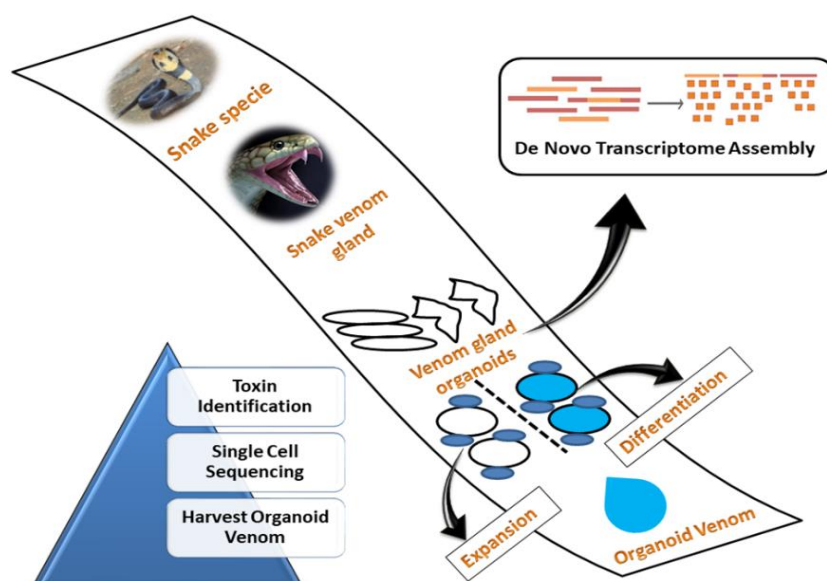 Snake specie
Snake venom
gland
De Novo Transcriptome Assembly
Venom gland
organoids
Differentiation
Expansion
Organoid Venom
Toxin
Identification
Single Cell
Sequencing
Harvest Organoid
Venom